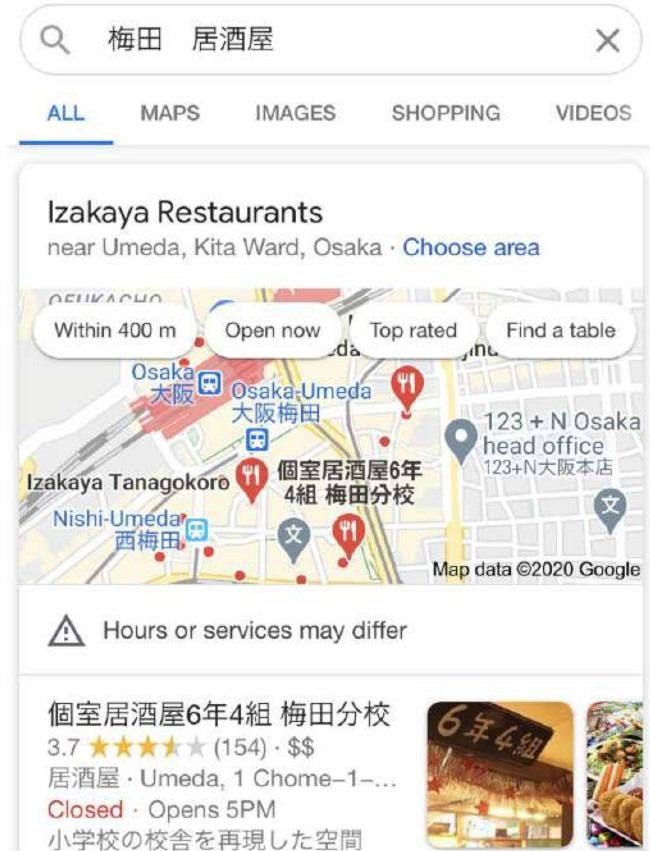 梅田 居酒屋
ALL MAPS IMAGES SHOPPING VIDEOS
Izakaya Restaurants
near Umeda, Kita Ward, Osaka · Choose area
Within 400 m
Open now
Top rated
Find a table
Osaka
大阪
Osaka-Umeda
大阪梅田
123 + N Osaka
head office
123+N大阪本店
Izakaya Tanagokoro
個室居酒屋6年
4組 梅田分校
Nishi-Umeda
西梅田
文
文
Map data ©2020 Google
Hours or services may differ
個室居酒屋6年4組 梅田分校
3.7 (154) · $$
居酒屋 · Umeda, 1 Chome−1−...
Closed · Opens 5PM
小学校の校舎を再現した空間
6年4組